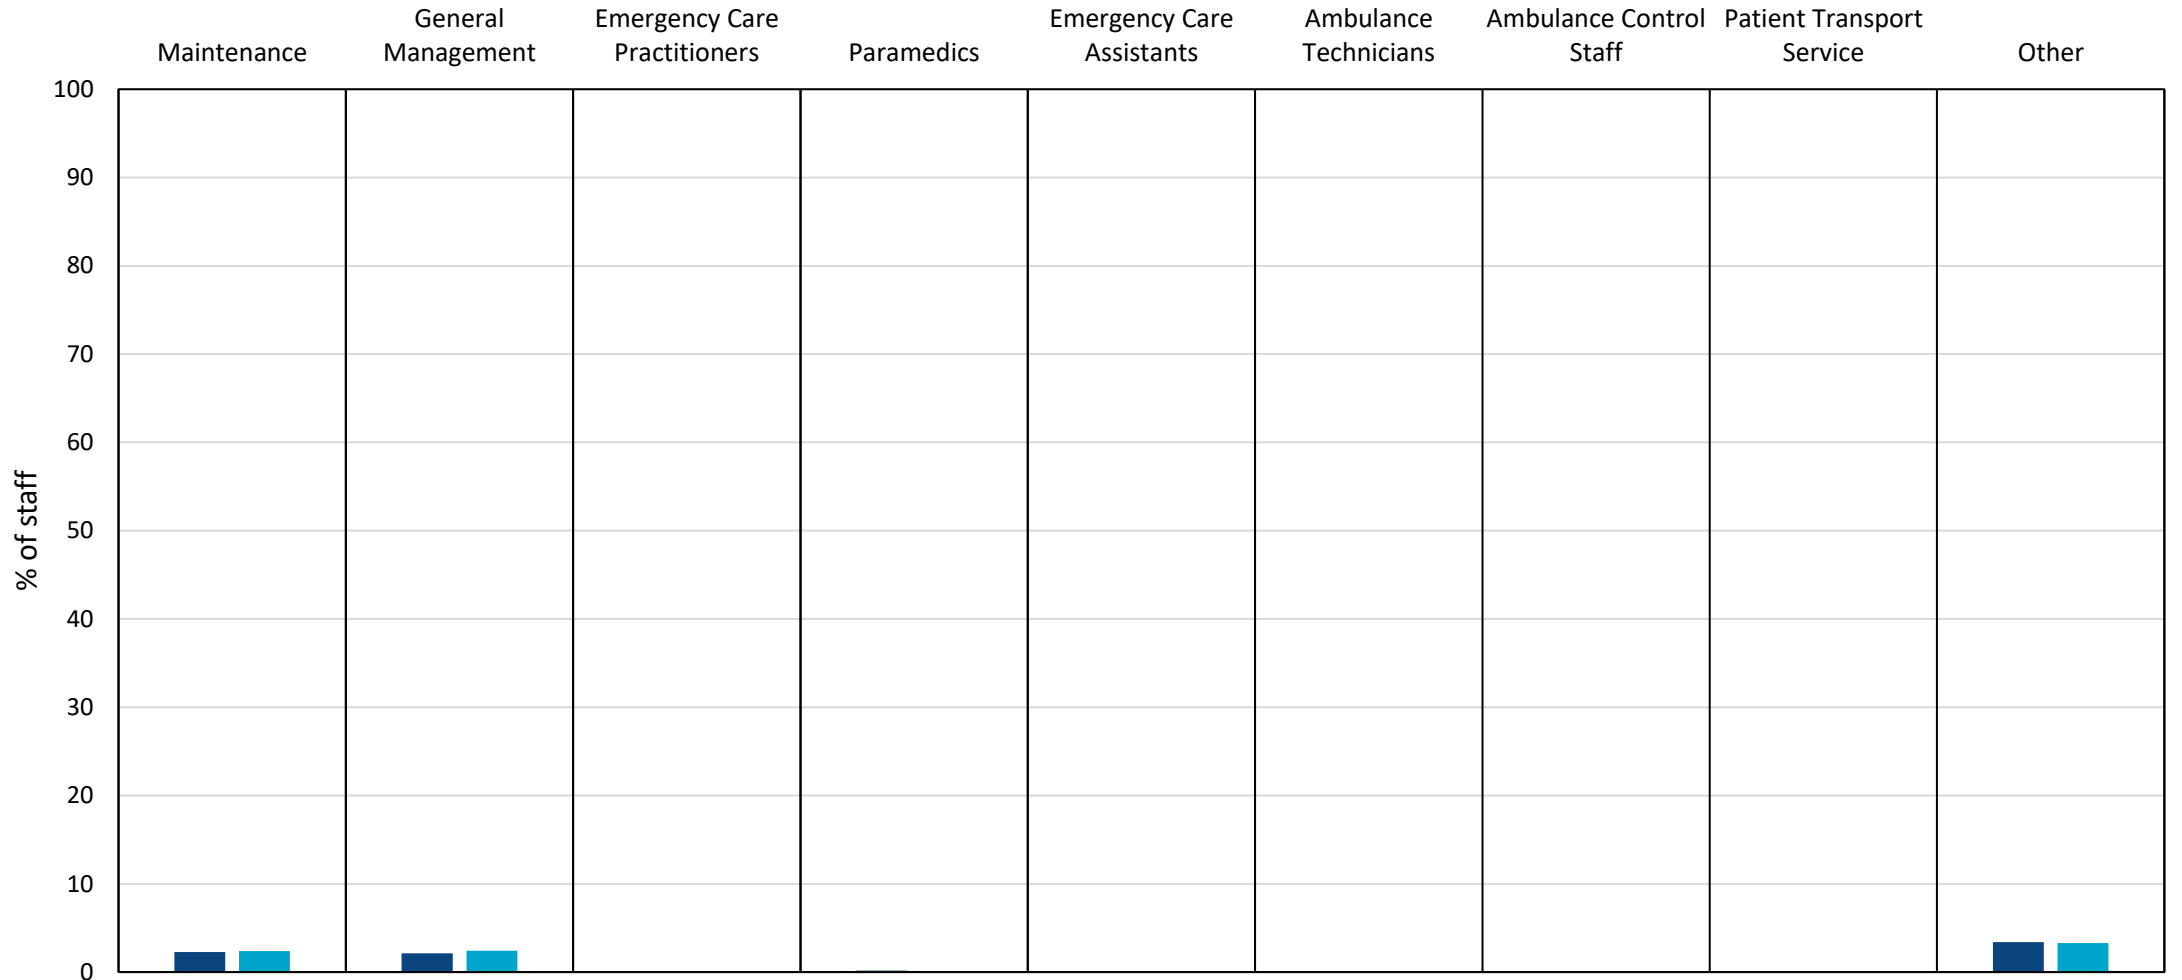 Maintenance
General
Management
Emergency Care
Practitioners
Paramedics
Emergency Care
Assistants
Ambulance
Technicians
Ambulance Control
Staff
Patient Transport
Service
Other
% of staff
100
90
80
70
60
50
40
30
20
10
0